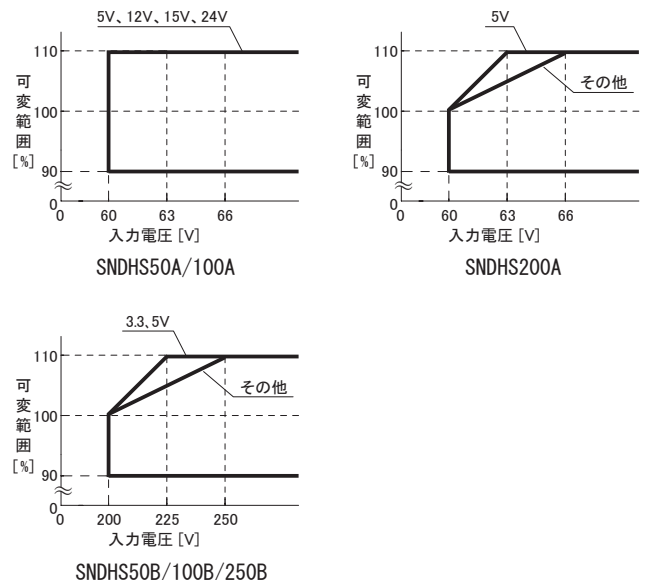 5V、12V、15V、24V
110
可変範囲[%]
100
90
0
0 60 63 66
入力電圧 [V]
SNDHS50A/100A
5V
その他
110
可変範囲[%]
100
90
0
0 60 63 66
入力電圧 [V]
SNDHS200A
3.3、5V
その他
110
可変範囲[%]
100
90
0
0 200 225 250
入力電圧 [V]
SNDHS50B/100B/250B